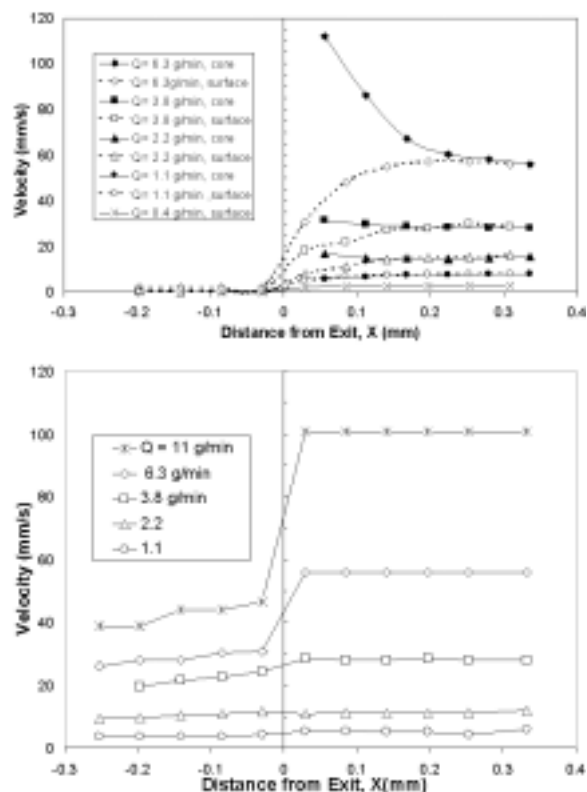 120
100
80
60
40
20
0
Velocity (mm/s)
Q= 6.3 g/min, core
Q= 6.3g/min, surface
Q= 3.8 g/min, core
Q= 3.8 g/min, surface
Q= 2.2 g/min, core
Q= 2.2 g/min, surface
Q= 1.1 g/min, core
Q= 1.1 g/min ,surface
Q= 0.4 g/min, surface
-0.3 -0.2 -0.1 0 0.1 0.2 0.3 0.4
Distance from Exit, X (mm)
120
100
80
60
40
20
0
Velocity (mm/s)
Q = 11 g/min
6.3 g/min
3.8 g/min
2.2
1.1
-0.3 -0.2 -0.1 0 0.1 0.2 0.3 0.4
Distance from Exit, X(mm)